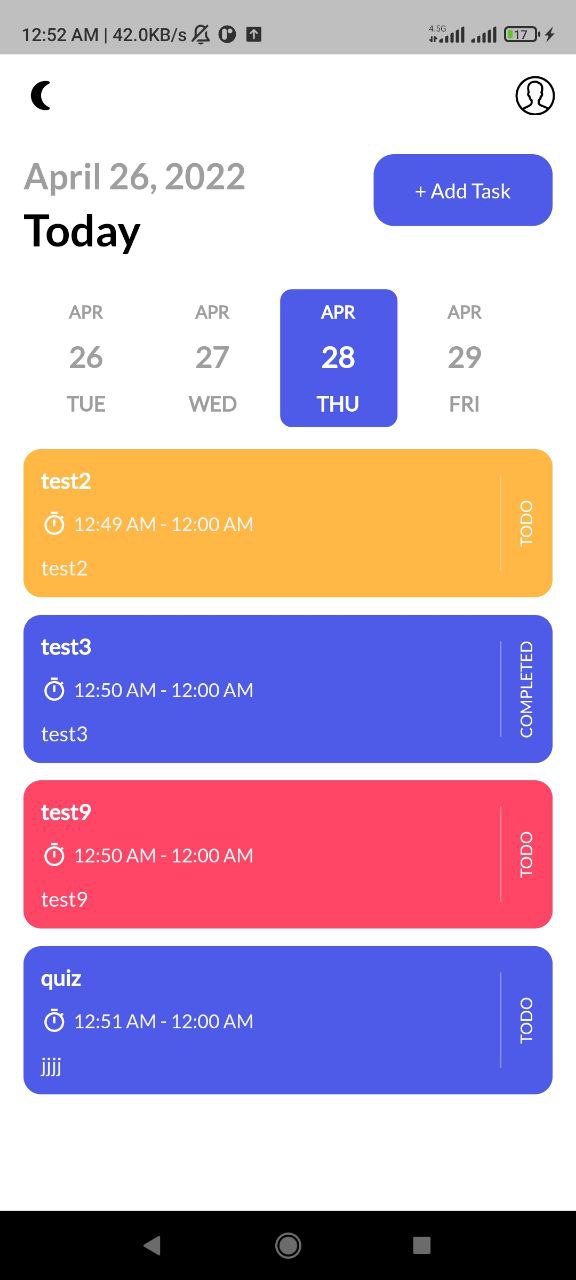 12:52 AM | 42.0KB/s 4.5G 17
April 26, 2022
+ Add Task
Today
APR APR APR APR
26 27 28 29
TUE WED THU FRI
test2
12:49 AM - 12:00 AM
test2
TODO
test3
12:50 AM - 12:00 AM
test3
COMPLETED
test9
12:50 AM - 12:00 AM
test9
TODO
quiz
12:51 AM - 12:00 AM
jjjj
TODO